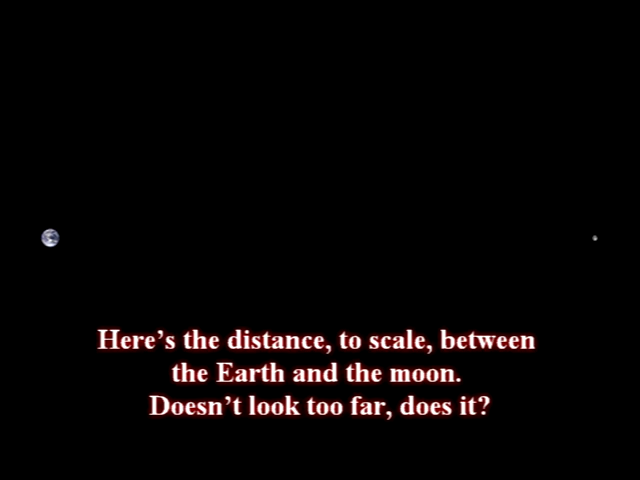 Here’s the distance, to scale, between
the Earth and the moon.
Doesn’t look too far, does it?